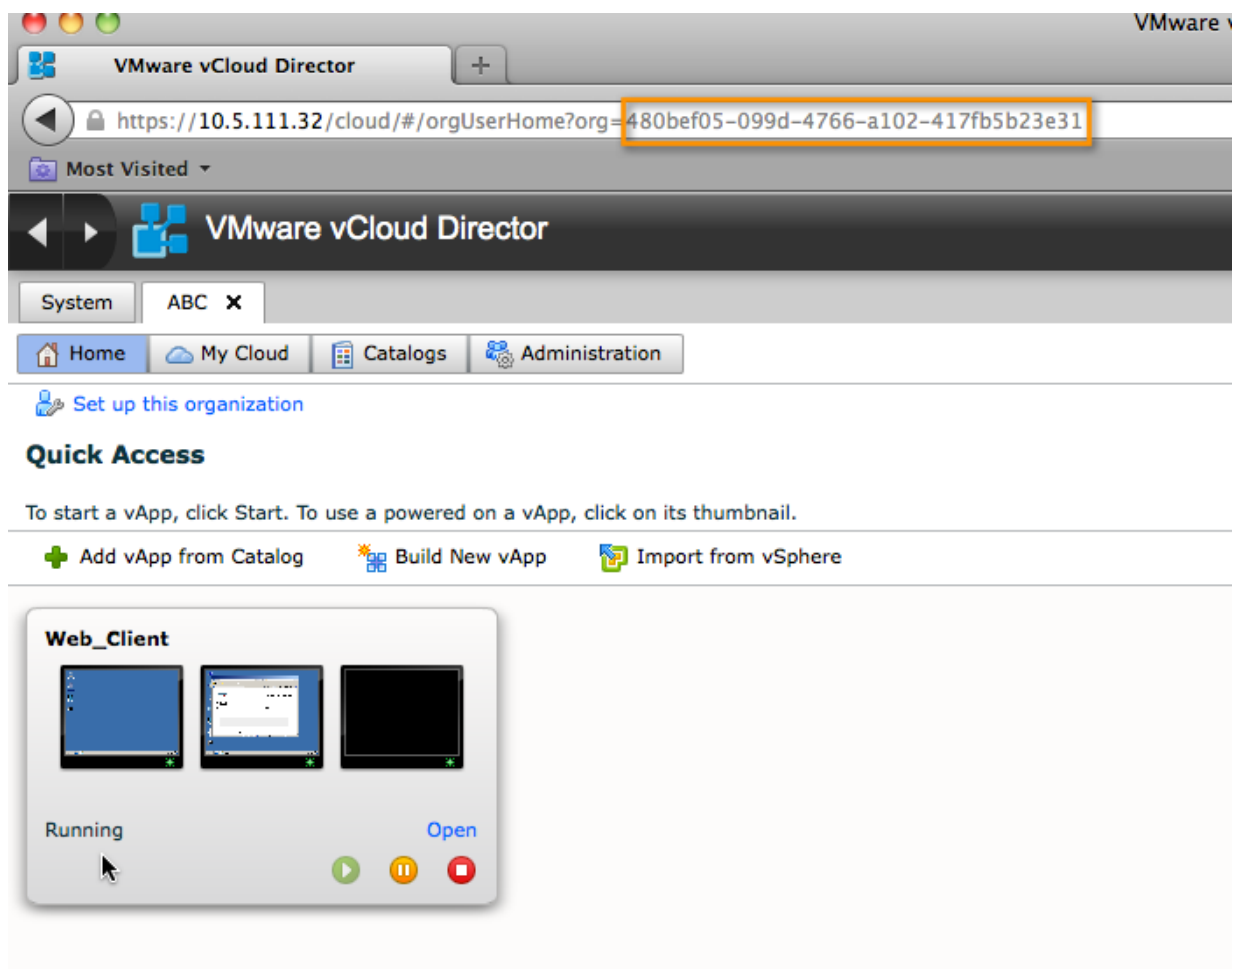 VMware v
VMware vCloud Director
https://10.5.111.32/cloud/#/orgUserHome?org=480bef05-099d-4766-a102-417fb5b23e31
Most Visited
VMware vCloud Director
System ABC
Home My Cloud Catalogs Administration
Set up this organization
Quick Access
To start a vApp, click Start. To use a powered on a vApp, click on its thumbnail.
Add vApp from Catalog Build New vApp Import from vSphere
Web_Client
Running Open